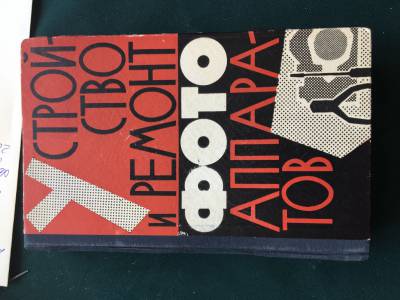 УСТРОЙ-
СТВО
И РЕМОНТ
ФОТО
АППАРА-
ТОВ